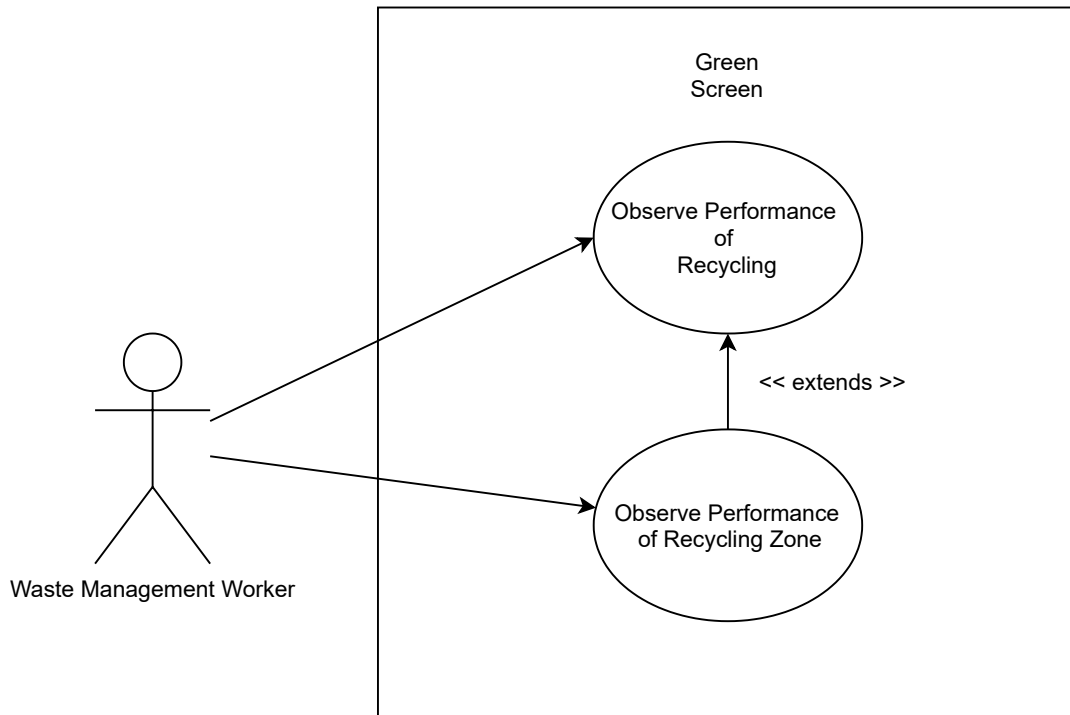 Green
Screen
Observe Performance
of
Recycling
<< extends >>
Observe Performance
of Recycling Zone
Waste Management Worker